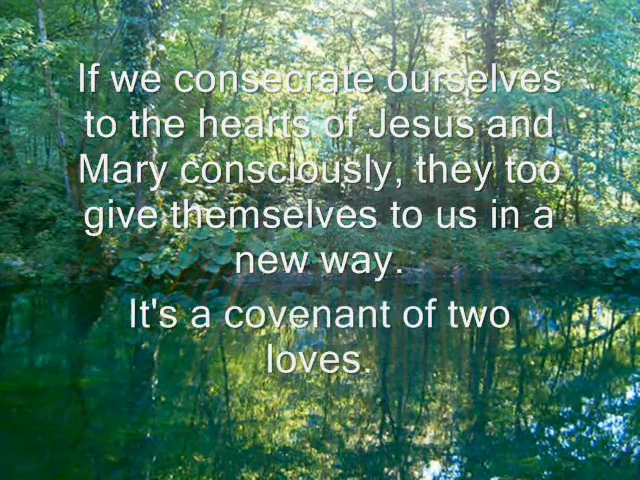 If we consecrate ourselves
to the hearts of Jesus and
Mary consciously, they too
give themselves to us in a
new way.
It's a covenant of two
loves.